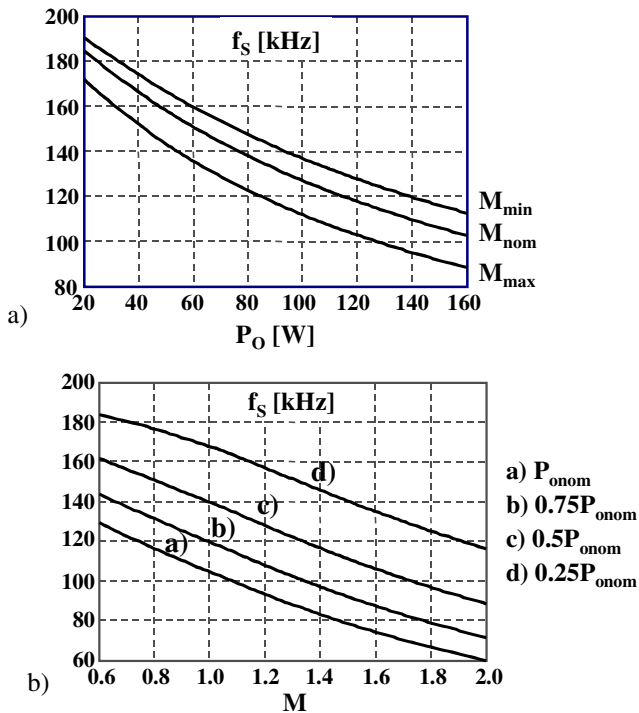 200
f_S [kHz]
180
160
140
120
100
80
M_min
M_nom
M_max
20 40 60 80 100 120 140 160
a)
P_O [W]
200
f_S [kHz]
180
160
140
120
100
80
60
d)
c)
b)
a)
a) P_onom
b) 0.75P_onom
c) 0.5P_onom
d) 0.25P_onom
0.6 0.8 1.0 1.2 1.4 1.6 1.8 2.0
b)
M